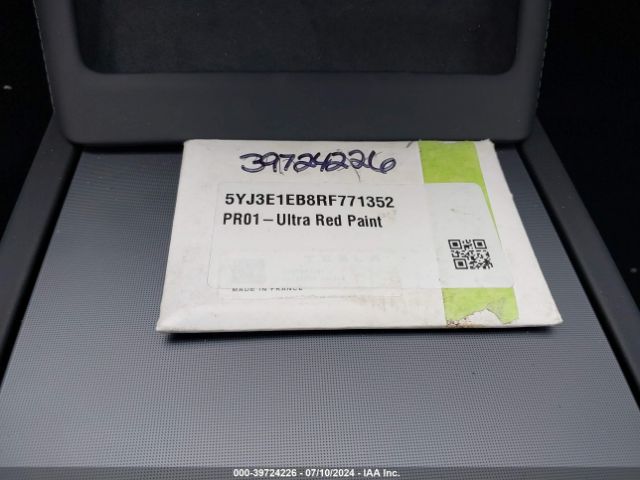 39724226
5YJ3E1EB8RF771352
PR01–Ultra Red Paint
MADE IN FRANCE
000-39724226 - 07/10/2024 - IAA Inc.